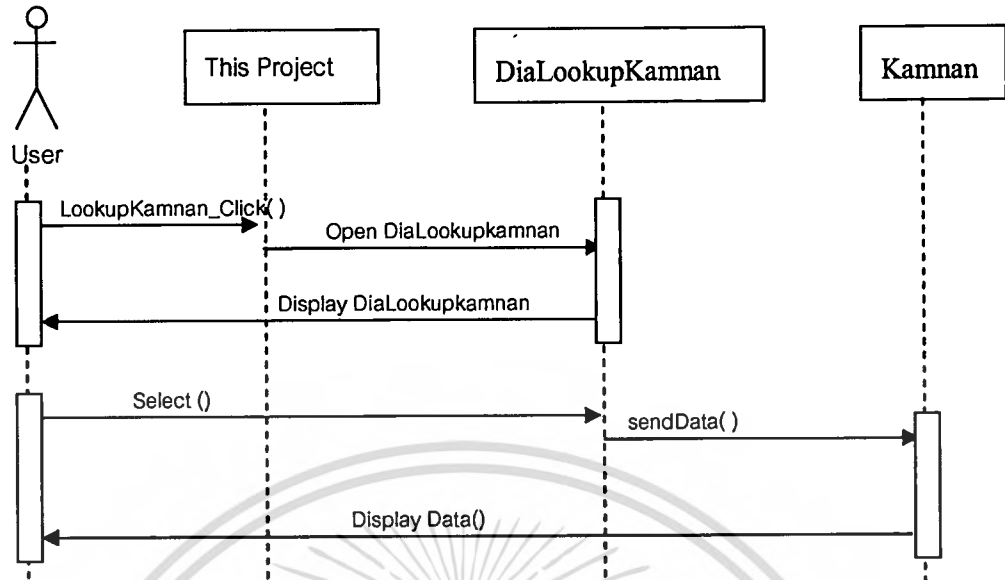 This Project
DiaLookupKamnan
Kamnan
User
LookupKamnan_Click( )
Open DiaLookupkamnan
Display DiaLookupkamnan
Select ()
sendData( )
Display Data()